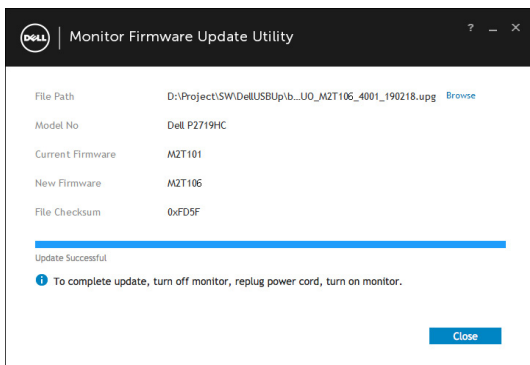 DELL Monitor Firmware Update Utility ? _ ×
File Path D:\Project\SW\DellUSBUp\b...UO_M2T106_4001_190218.upg Browse
Model No Dell P2719HC
Current Firmware M2T101
New Firmware M2T106
File Checksum 0xFD5F
Update Successful
To complete update, turn off monitor, replug power cord, turn on monitor.
Close